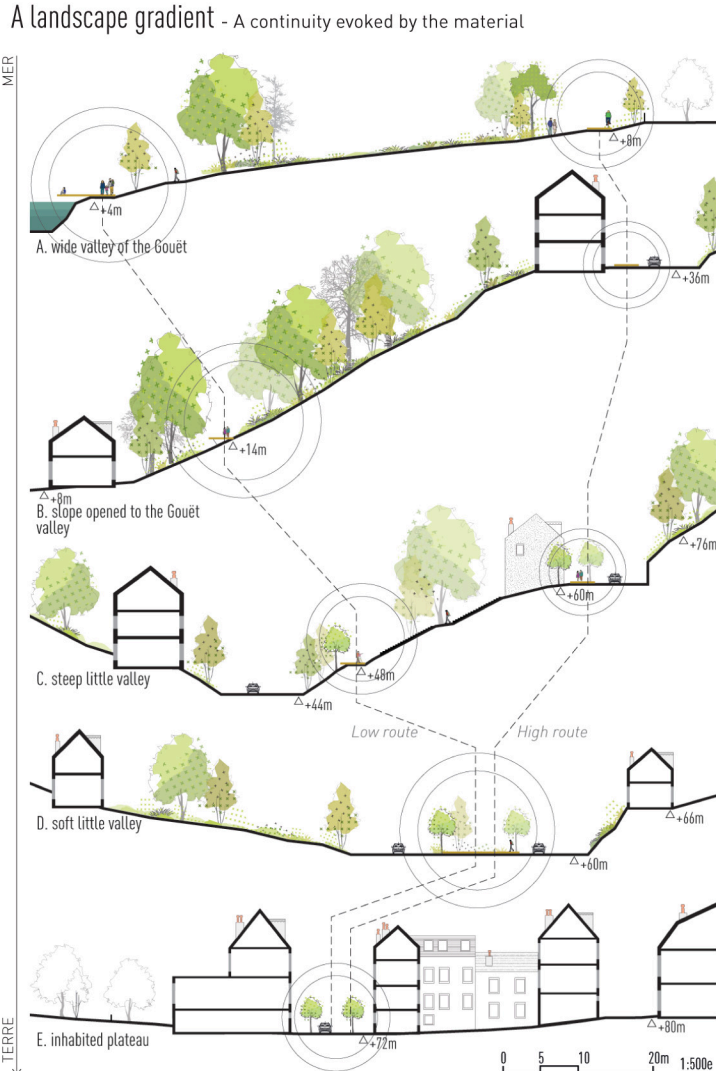 A landscape gradient - A continuity evoked by the material
MER
+8m
+4m
A. wide valley of the Gouët
+36m
+14m
+8m
B. slope opened to the Gouët
valley
+76m
+60m
C. steep little valley
+48m
+44m
Low route
High route
D. soft little valley
+66m
+60m
E. inhabited plateau
+72m
+80m
TERRE
0 5 10 20m 1:500e